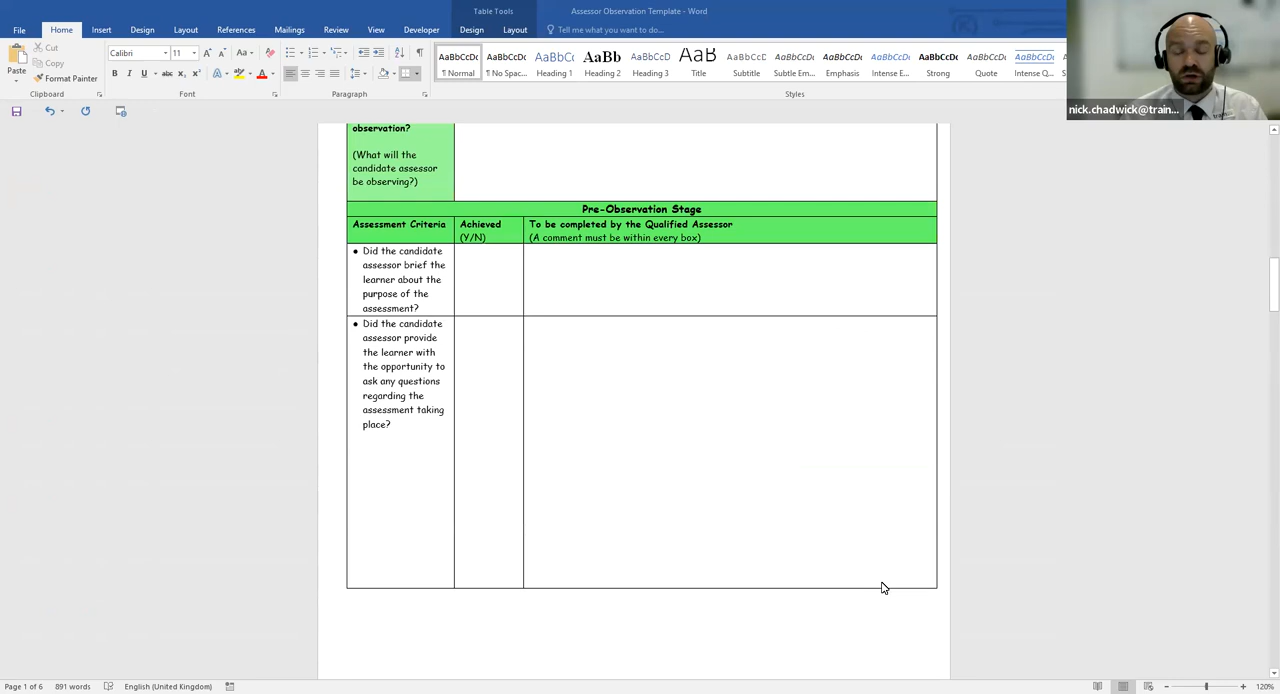 Table Tools
Assessor Observation Template - Word
File
Home
Insert
Design
Layout
References
Mailings
Review
View
Developer
Design
Layout
Tell me what you want to do...
Paste
Cut
Copy
Format Painter
Clipboard
Calibri
11
Font
Paragraph
AaBbCcDc
¶ Normal
AaBbCcDc
¶ No Spac...
AaBbCc
Heading 1
AaBb
Heading 2
AaBbCcD
Heading 3
AaB
Title
AaBbCcD
Subtitle
AaBbCcDc
Subtle Em...
AaBbCcDc
Emphasis
AaBbCcDc
Intense E...
AaBbCcDc
Strong
AaBbCcDc
Quote
AaBbCcDc
Intense Q...
Styles
nick.chadwick@train...
observation?
(What will the
candidate assessor
be observing?)
Pre-Observation Stage
Assessment Criteria
Achieved
(Y/N)
To be completed by the Qualified Assessor
(A comment must be within every box)
• Did the candidate
assessor brief the
learner about the
purpose of the
assessment?
• Did the candidate
assessor provide
the learner with
the opportunity to
ask any questions
regarding the
assessment taking
place?
Page 1 of 6
891 words
English (United Kingdom)
120%